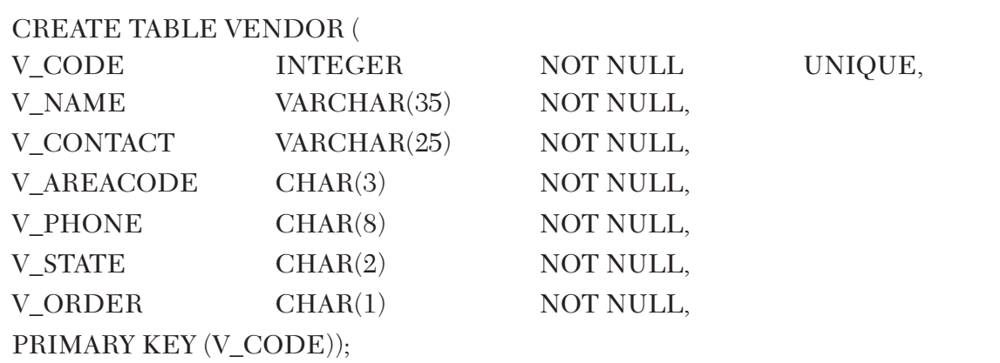 CREATE TABLE VENDOR (
V_CODE INTEGER NOT NULL UNIQUE,
V_NAME VARCHAR(35) NOT NULL,
V_CONTACT VARCHAR(25) NOT NULL,
V_AREACODE CHAR(3) NOT NULL,
V_PHONE CHAR(8) NOT NULL,
V_STATE CHAR(2) NOT NULL,
V_ORDER CHAR(1) NOT NULL,
PRIMARY KEY (V_CODE));